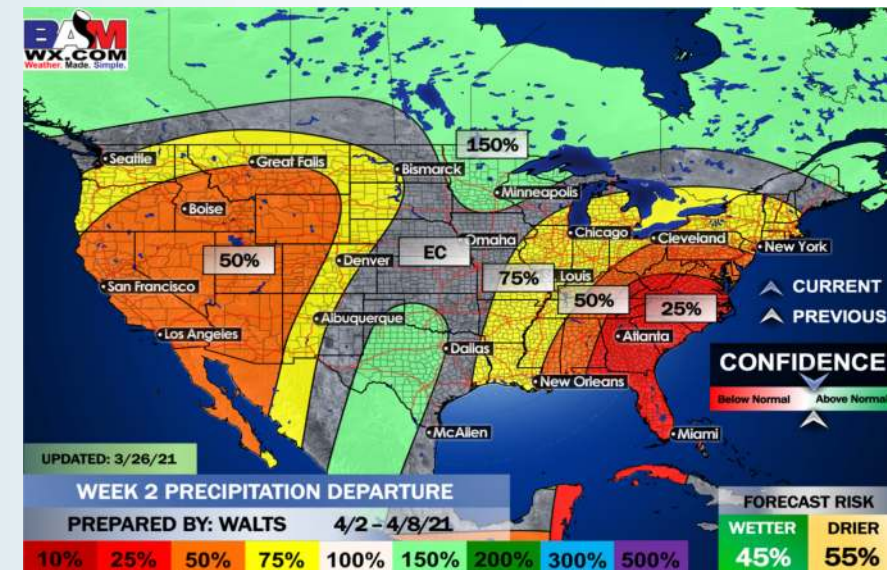 BAM
WX.COM
Weather. Made. Simple.
150%
Seattle
Great Falls
Bismarck
Minneapolis
Boise
Omaha
Chicago
Cleveland
New York
50%
EC
Denver
75%
Louis
San Francisco
50%
25%
CURRENT
PREVIOUS
Los Angeles
Albuquerque
Atlanta
Dallas
CONFIDENCE
New Orleans
Below Normal
Above Normal
McAllen
Miami
UPDATED: 3/26/21
WEEK 2 PRECIPITATION DEPARTURE
PREPARED BY: WALTS 4/2 – 4/8/21
10% 25% 50% 75% 100% 150% 200% 300% 500%
FORECAST RISK
WETTER DRIER
45% 55%